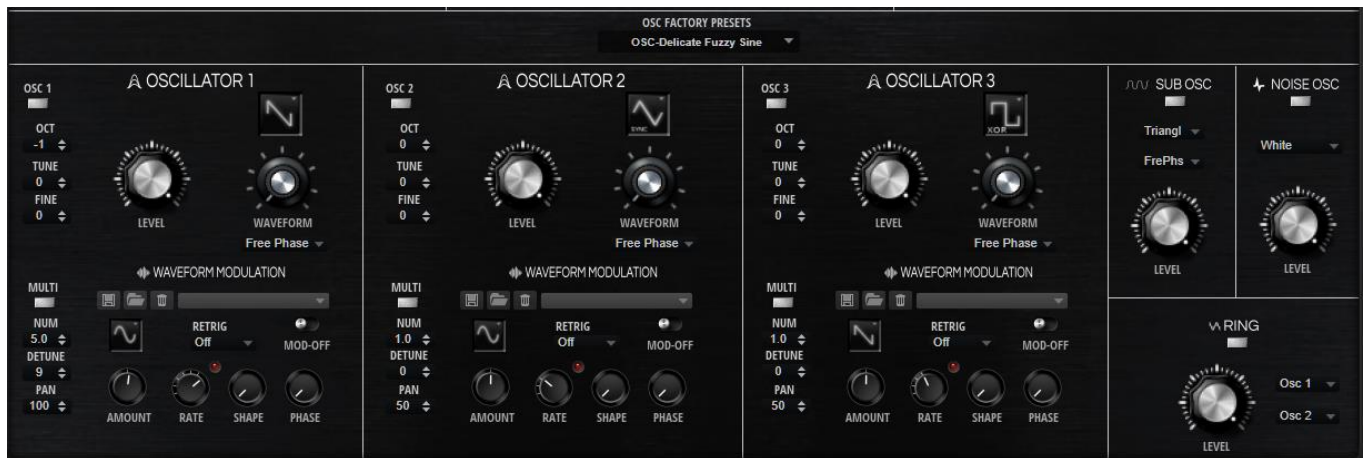 OSC FACTORY PRESETS
OSC-Delicate Fuzzy Sine
OSC 1
OSCILLATOR 1
OCT
-1
TUNE
0
FINE
0
LEVEL
WAVEFORM
Free Phase
WAVEFORM MODULATION
MULTI
NUM
5.0
DETUNE
9
PAN
100
RETRIG
Off
MOD-OFF
AMOUNT
RATE
SHAPE
PHASE
OSC 2
OSCILLATOR 2
SYNC
OCT
0
TUNE
0
FINE
0
LEVEL
WAVEFORM
Free Phase
WAVEFORM MODULATION
MULTI
NUM
1.0
DETUNE
0
PAN
50
RETRIG
Off
MOD-OFF
AMOUNT
RATE
SHAPE
PHASE
OSC 3
OSCILLATOR 3
XOR
OCT
0
TUNE
0
FINE
0
LEVEL
WAVEFORM
Free Phase
WAVEFORM MODULATION
MULTI
NUM
1.0
DETUNE
0
PAN
50
RETRIG
Off
MOD-OFF
AMOUNT
RATE
SHAPE
PHASE
SUB OSC
Triangl
FrePhs
LEVEL
NOISE OSC
White
LEVEL
RING
Osc 1
Osc 2
LEVEL